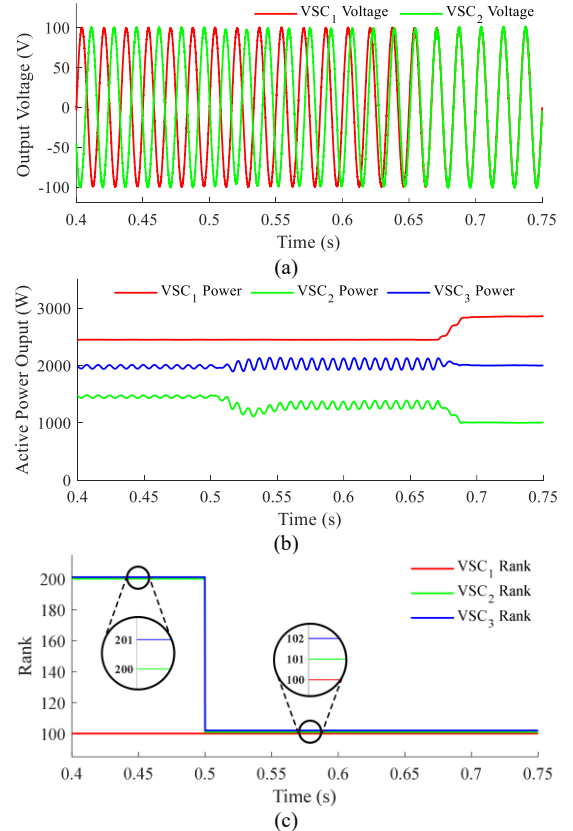 VSC1 Voltage VSC2 Voltage
Output Voltage (V)
100
50
0
-50
-100
0.4 0.45 0.5 0.55 0.6 0.65 0.7 0.75
Time (s)
(a)
VSC1 Power VSC2 Power VSC3 Power
Active Power Ouput (W)
3000
2000
1000
0
0.4 0.45 0.5 0.55 0.6 0.65 0.7 0.75
Time (s)
(b)
VSC1 Rank
VSC2 Rank
VSC3 Rank
Rank
200
180
160
140
120
100
201
200
102
101
100
0.4 0.45 0.5 0.55 0.6 0.65 0.7 0.75
Time (s)
(c)